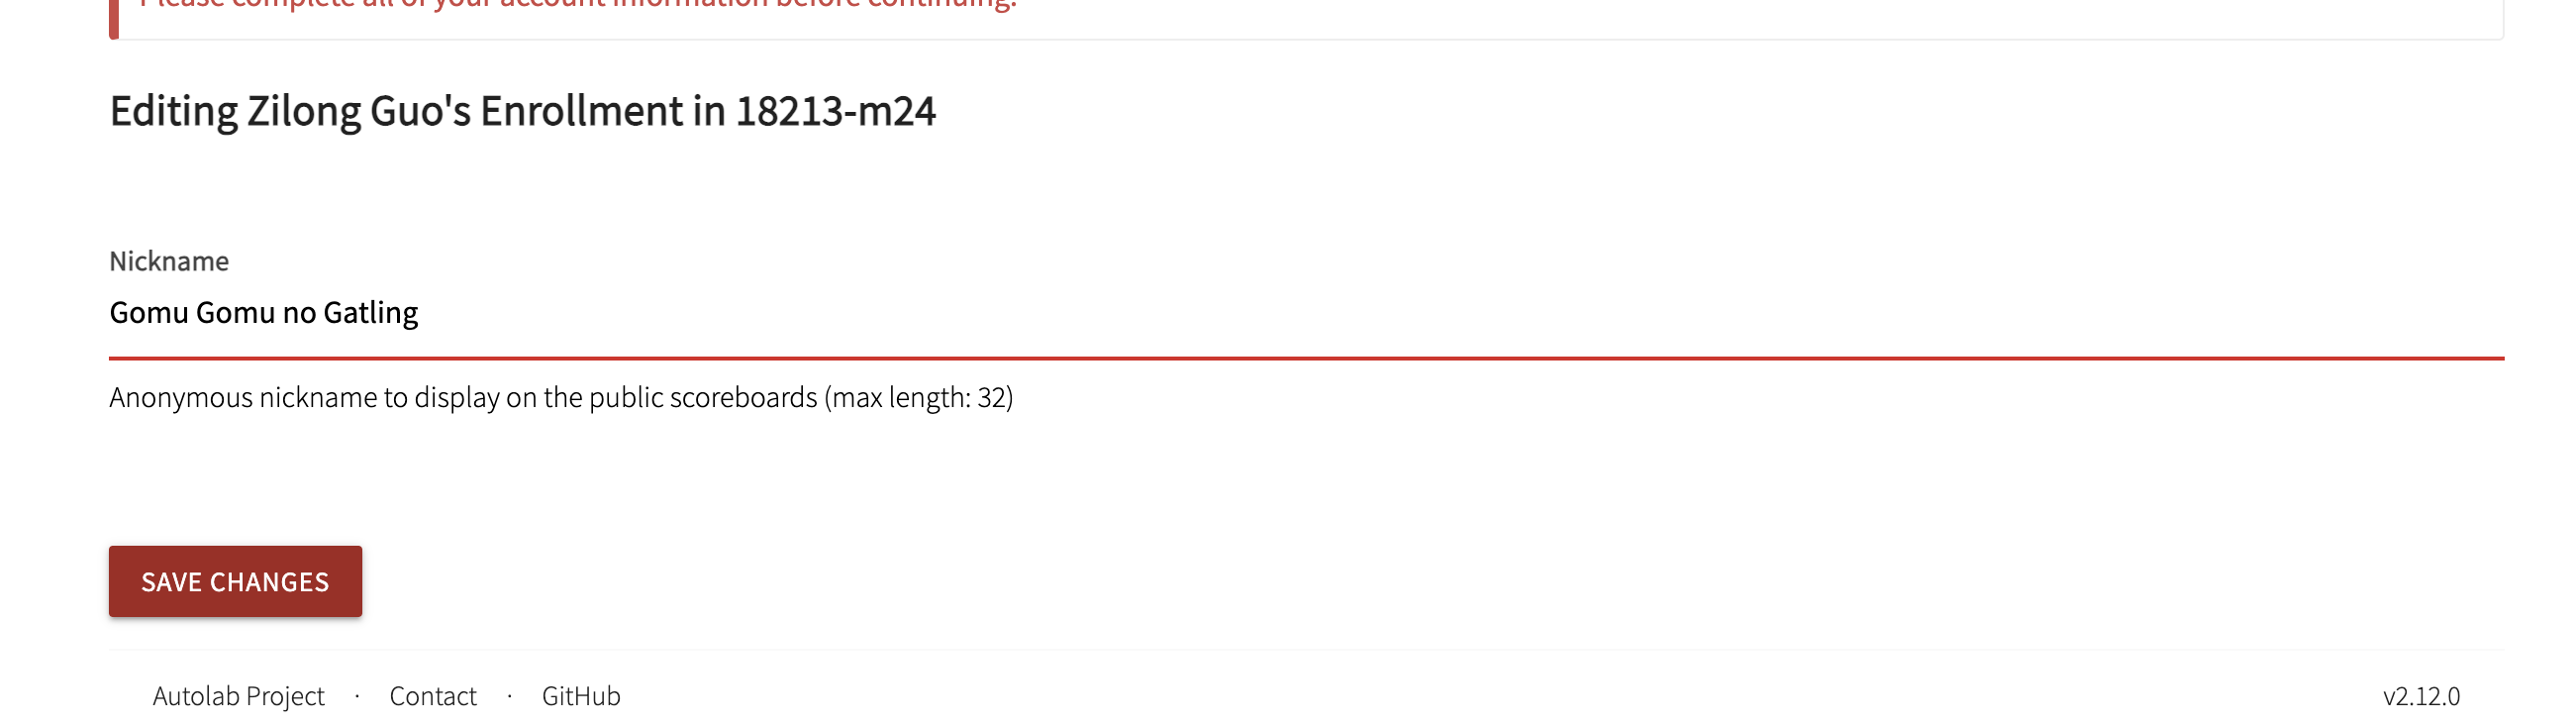 Please complete all of your account information before continuing.
Editing Zilong Guo's Enrollment in 18213-m24
Nickname
Gomu Gomu no Gatling
Anonymous nickname to display on the public scoreboards (max length: 32)
SAVE CHANGES
Autolab Project · Contact · GitHub v2.12.0